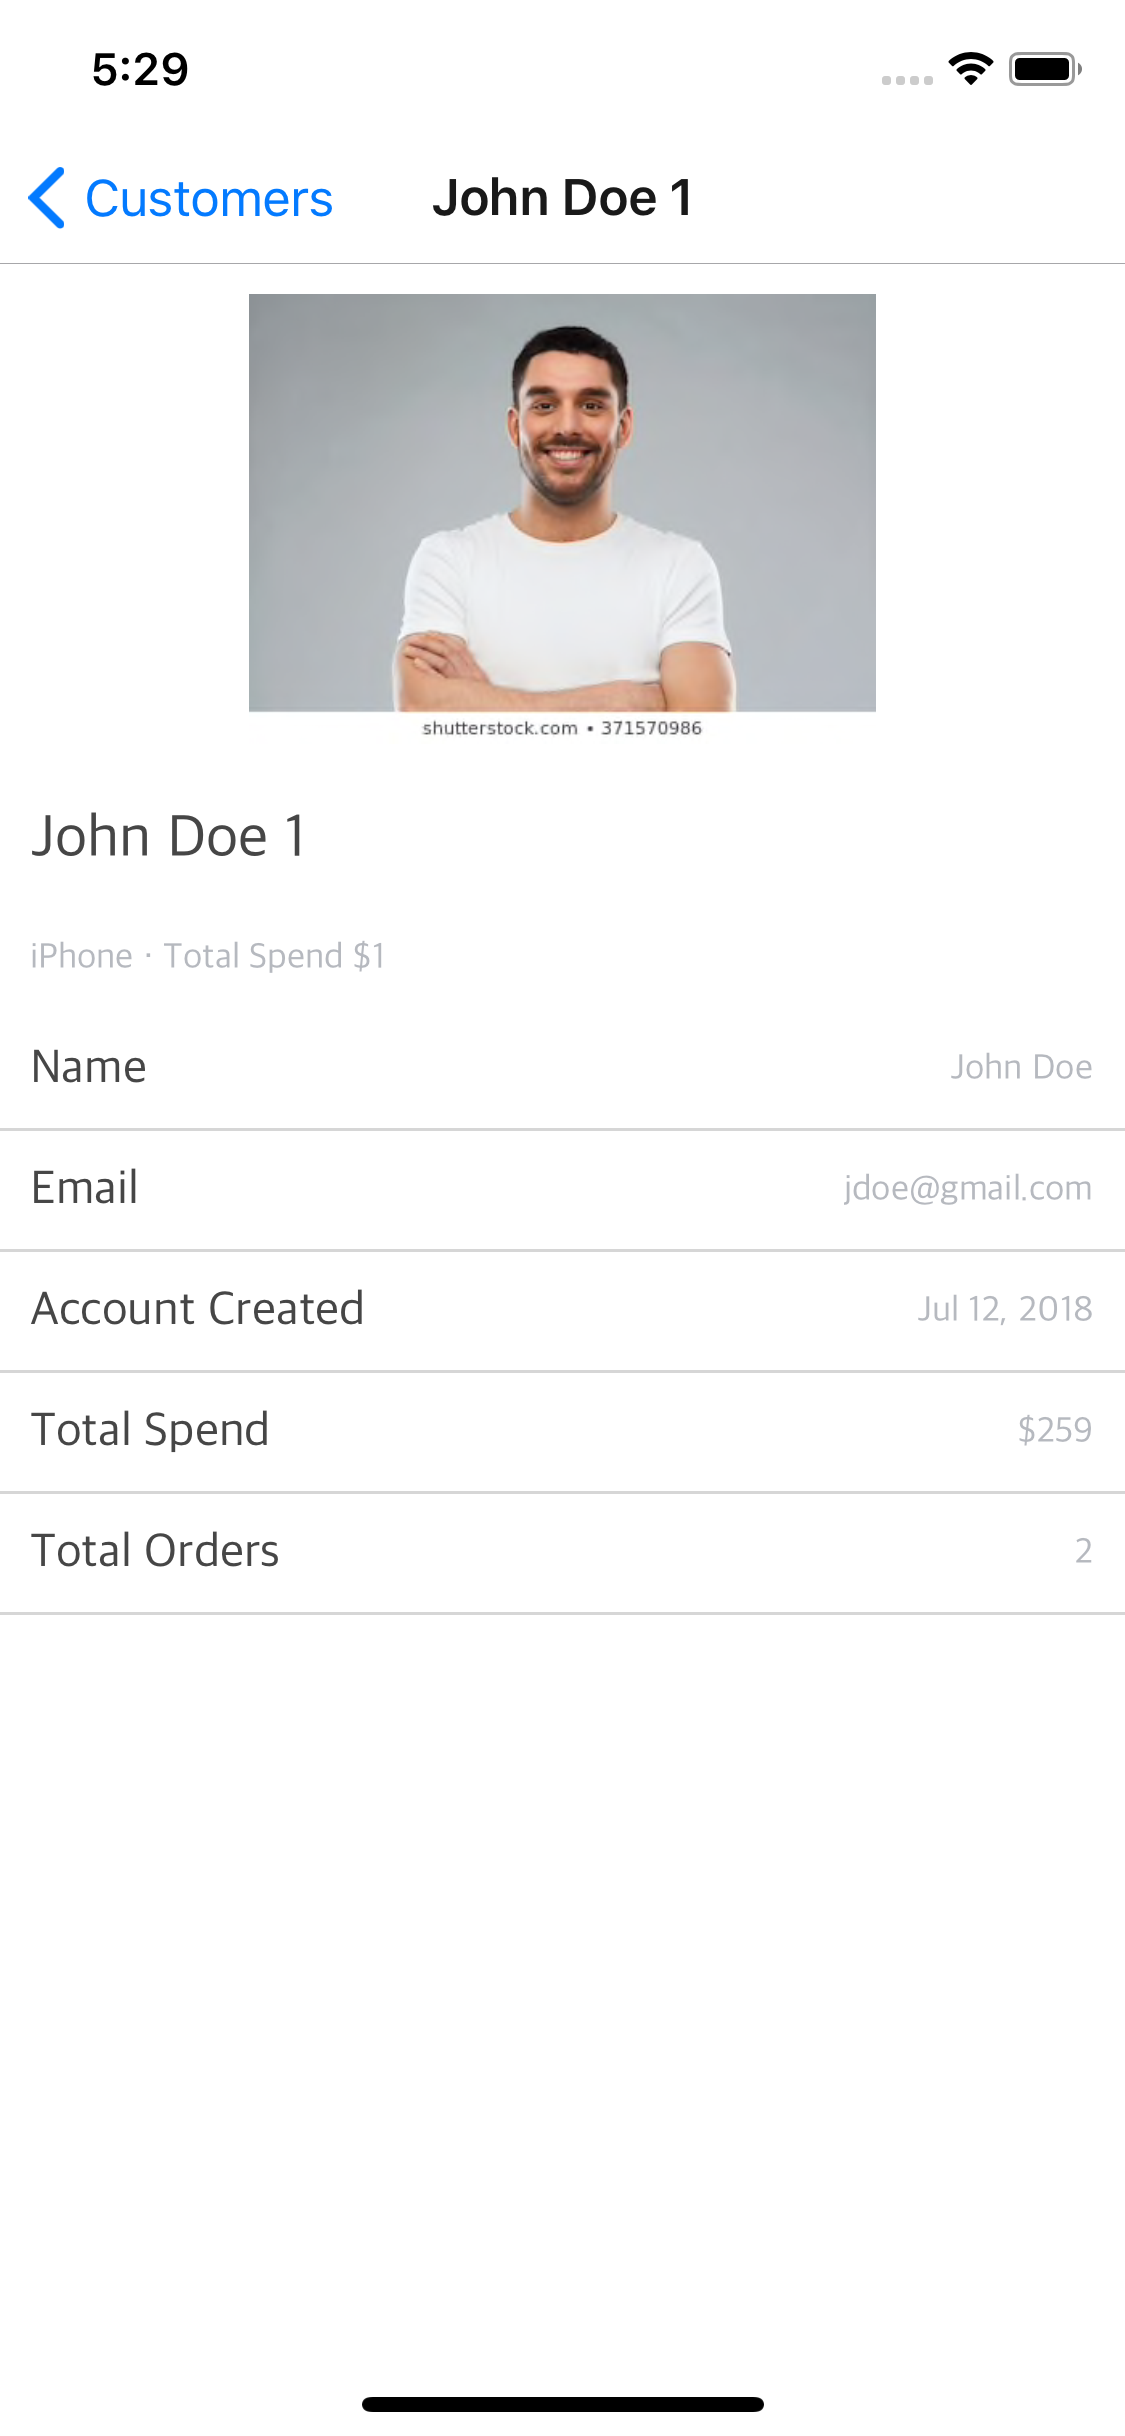 5:29
Customers John Doe 1
shutterstock.com • 371570986
John Doe 1
iPhone · Total Spend $1
Name John Doe
Email jdoe@gmail.com
Account Created Jul 12, 2018
Total Spend $259
Total Orders 2